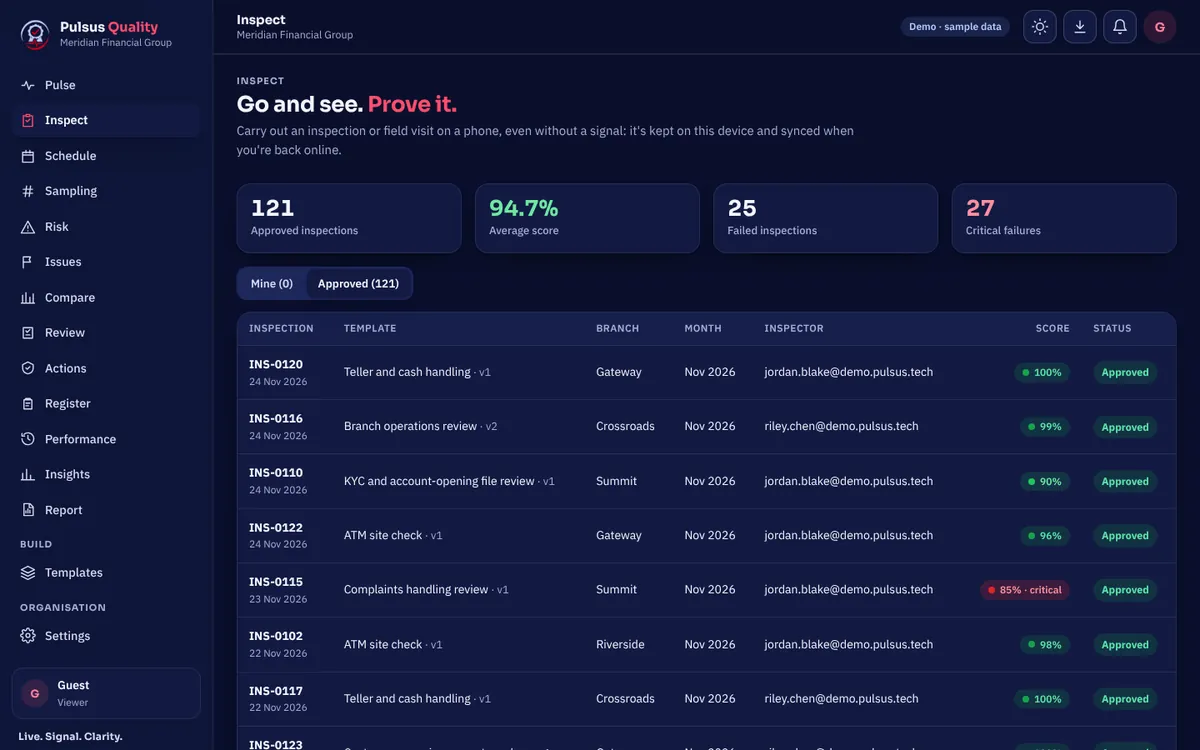 Pulsus Quality
Meridian Financial Group
Pulse
Inspect
Schedule
Sampling
Risk
Issues
Compare
Review
Actions
Register
Performance
Insights
Report
BUILD
Templates
ORGANISATION
Settings
G
Guest
Viewer
Live. Signal. Clarity.
Inspect
Meridian Financial Group
Demo · sample data
G
INSPECT
Go and see. Prove it.
Carry out an inspection or field visit on a phone, even without a signal: it's kept on this device and synced when
you're back online.
121
Approved inspections
94.7%
Average score
25
Failed inspections
27
Critical failures
Mine (0) Approved (121)
INSPECTION TEMPLATE BRANCH MONTH INSPECTOR SCORE STATUS
INS-0120 Teller and cash handling · v1 Gateway Nov 2026 jordan.blake@demo.pulsus.tech 100% Approved
24 Nov 2026
INS-0116 Branch operations review · v2 Crossroads Nov 2026 riley.chen@demo.pulsus.tech 99% Approved
24 Nov 2026
INS-0110 KYC and account-opening file review · v1 Summit Nov 2026 jordan.blake@demo.pulsus.tech 90% Approved
24 Nov 2026
INS-0122 ATM site check · v1 Gateway Nov 2026 jordan.blake@demo.pulsus.tech 96% Approved
24 Nov 2026
INS-0115 Complaints handling review · v1 Summit Nov 2026 jordan.blake@demo.pulsus.tech 85% · critical Approved
23 Nov 2026
INS-0102 ATM site check · v1 Riverside Nov 2026 jordan.blake@demo.pulsus.tech 98% Approved
22 Nov 2026
INS-0117 Teller and cash handling · v1 Crossroads Nov 2026 riley.chen@demo.pulsus.tech 100% Approved
22 Nov 2026
INS-0123